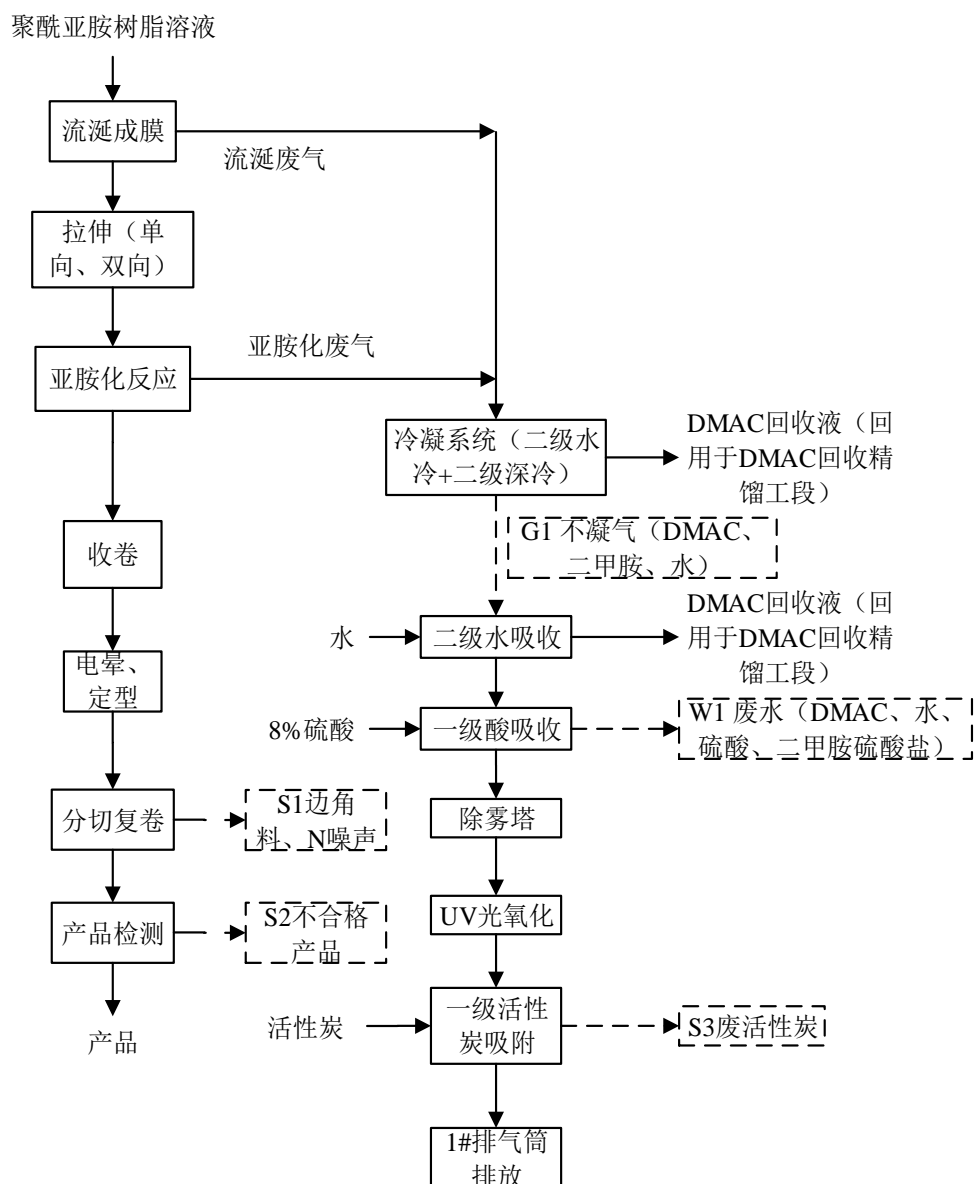 聚酰亚胺树脂溶液
流涎成膜
流涎废气
拉伸（单
向、双向）
亚胺化废气
亚胺化反应
冷凝系统（二级水
冷+二级深冷）
DMAC回收液（回
用于DMAC回收精
馏工段）
G1 不凝气（DMAC、
二甲胺、水）
收卷
水
二级水吸收
DMAC回收液（回
用于DMAC回收精
馏工段）
电晕、
定型
8%硫酸
一级酸吸收
W1 废水（DMAC、水、
硫酸、二甲胺硫酸盐）
分切复卷
S1边角
料、N噪声
除雾塔
产品检测
S2不合格
产品
UV光氧化
产品
活性炭
一级活性
炭吸附
S3废活性炭
1#排气筒
排放